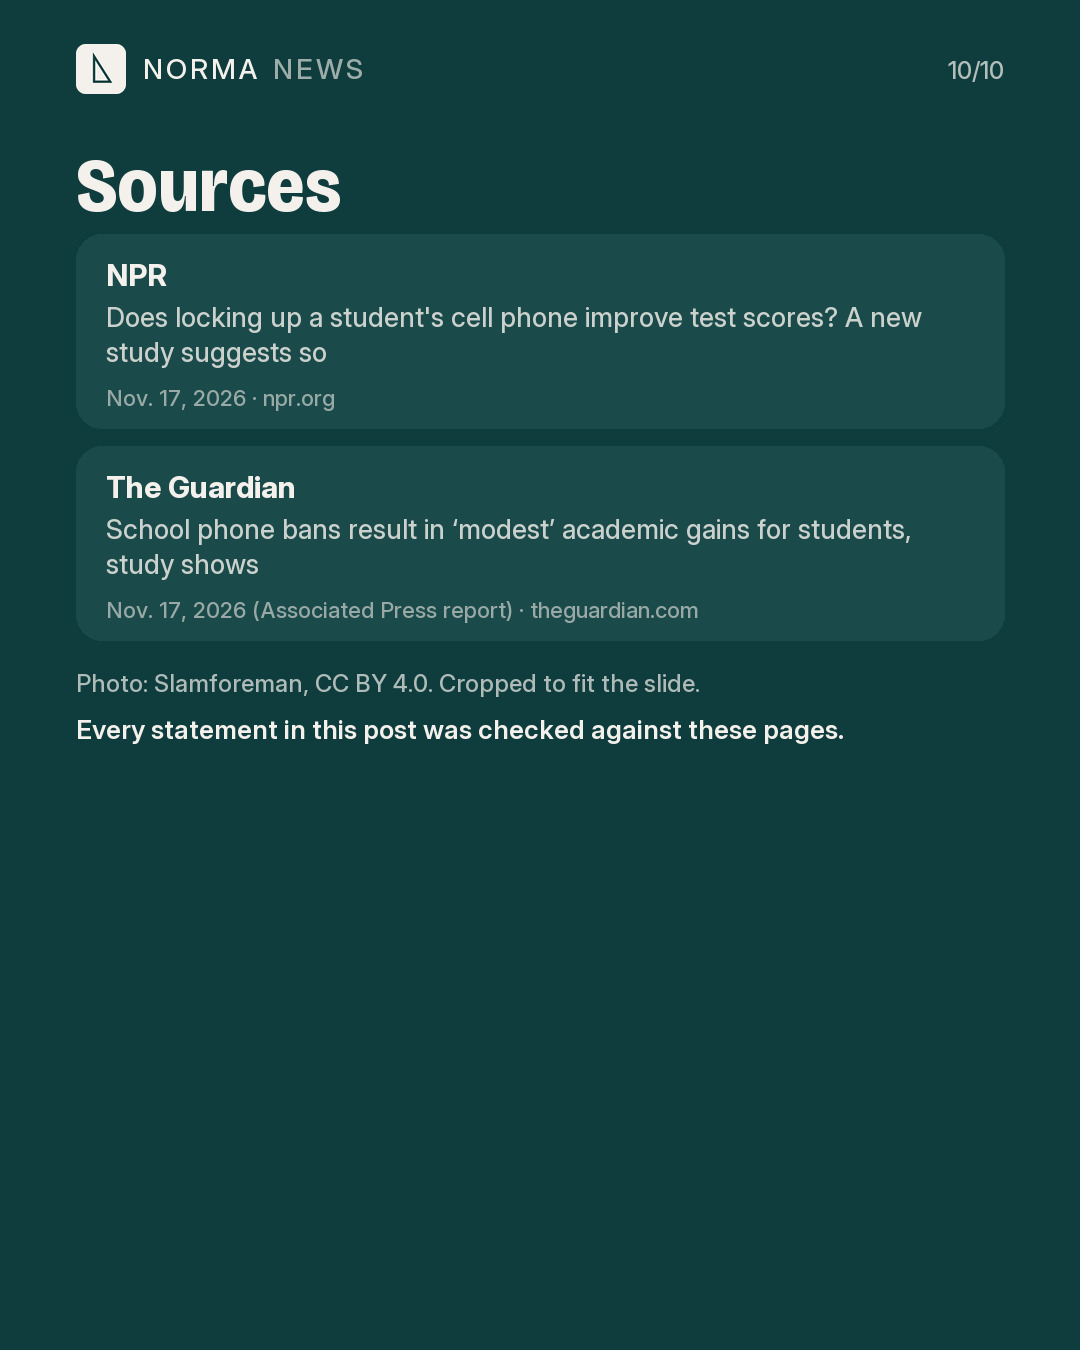 NORMA NEWS
10/10
Sources
NPR
Does locking up a student's cell phone improve test scores? A new
study suggests so
Nov. 17, 2026 · npr.org
The Guardian
School phone bans result in ‘modest’ academic gains for students,
study shows
Nov. 17, 2026 (Associated Press report) · theguardian.com
Photo: Slamforeman, CC BY 4.0. Cropped to fit the slide.
Every statement in this post was checked against these pages.